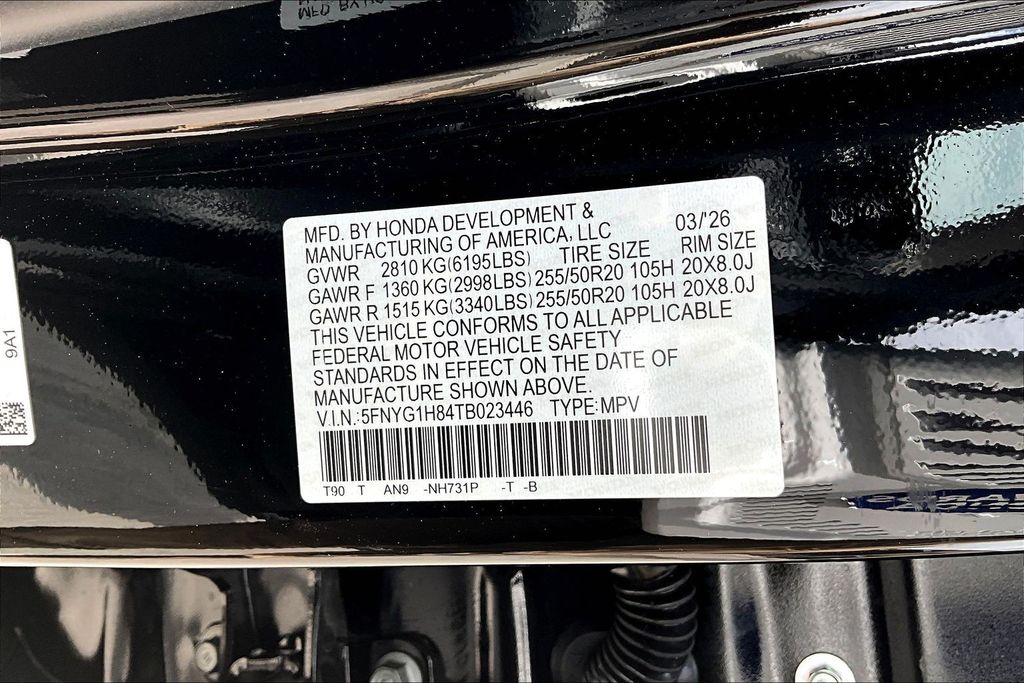 MFD. BY HONDA DEVELOPMENT &
MANUFACTURING OF AMERICA, LLC 03/'26
GVWR 2810 KG(6195LBS) TIRE SIZE RIM SIZE
GAWR F 1360 KG(2998LBS) 255/50R20 105H 20X8.0J
GAWR R 1515 KG(3340LBS) 255/50R20 105H 20X8.0J
THIS VEHICLE CONFORMS TO ALL APPLICABLE
FEDERAL MOTOR VEHICLE SAFETY
STANDARDS IN EFFECT ON THE DATE OF
MANUFACTURE SHOWN ABOVE.
V.I.N.:5FNYG1H84TB023446 TYPE:MPV
T90 T AN9 -NH731P -T -B
9A1